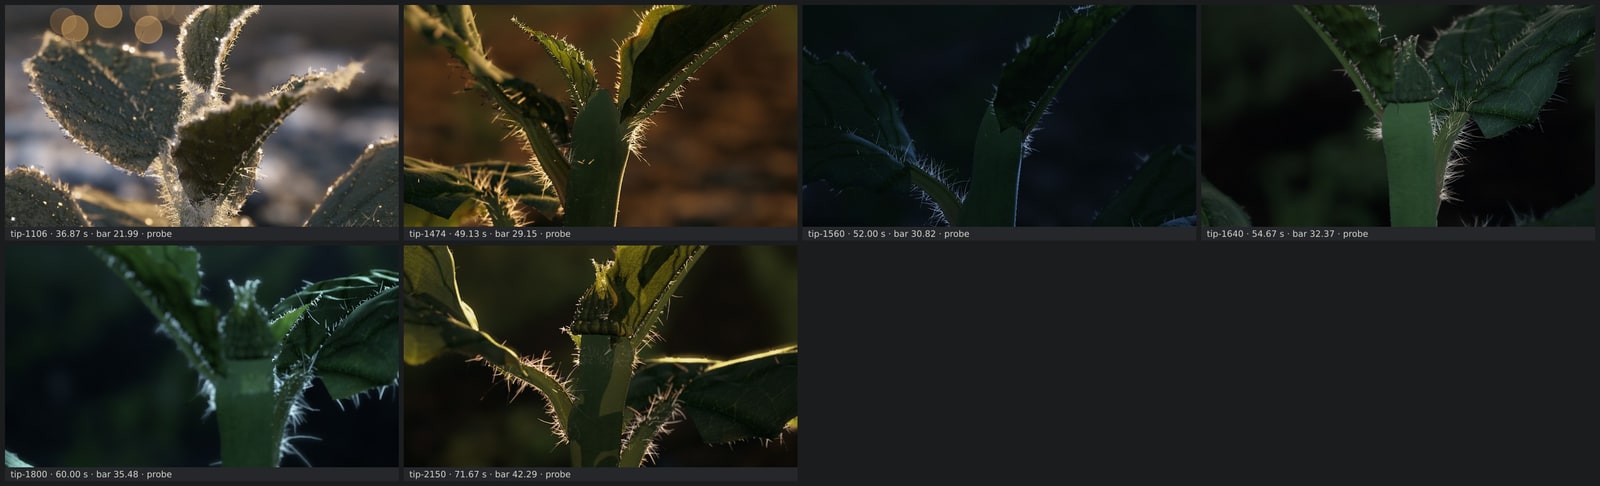 tip-1106 · 36.87 s · bar 21.99 · probe
tip-1474 · 49.13 s · bar 29.15 · probe
tip-1560 · 52.00 s · bar 30.82 · probe
tip-1640 · 54.67 s · bar 32.37 · probe
tip-1800 · 60.00 s · bar 35.48 · probe
tip-2150 · 71.67 s · bar 42.29 · probe